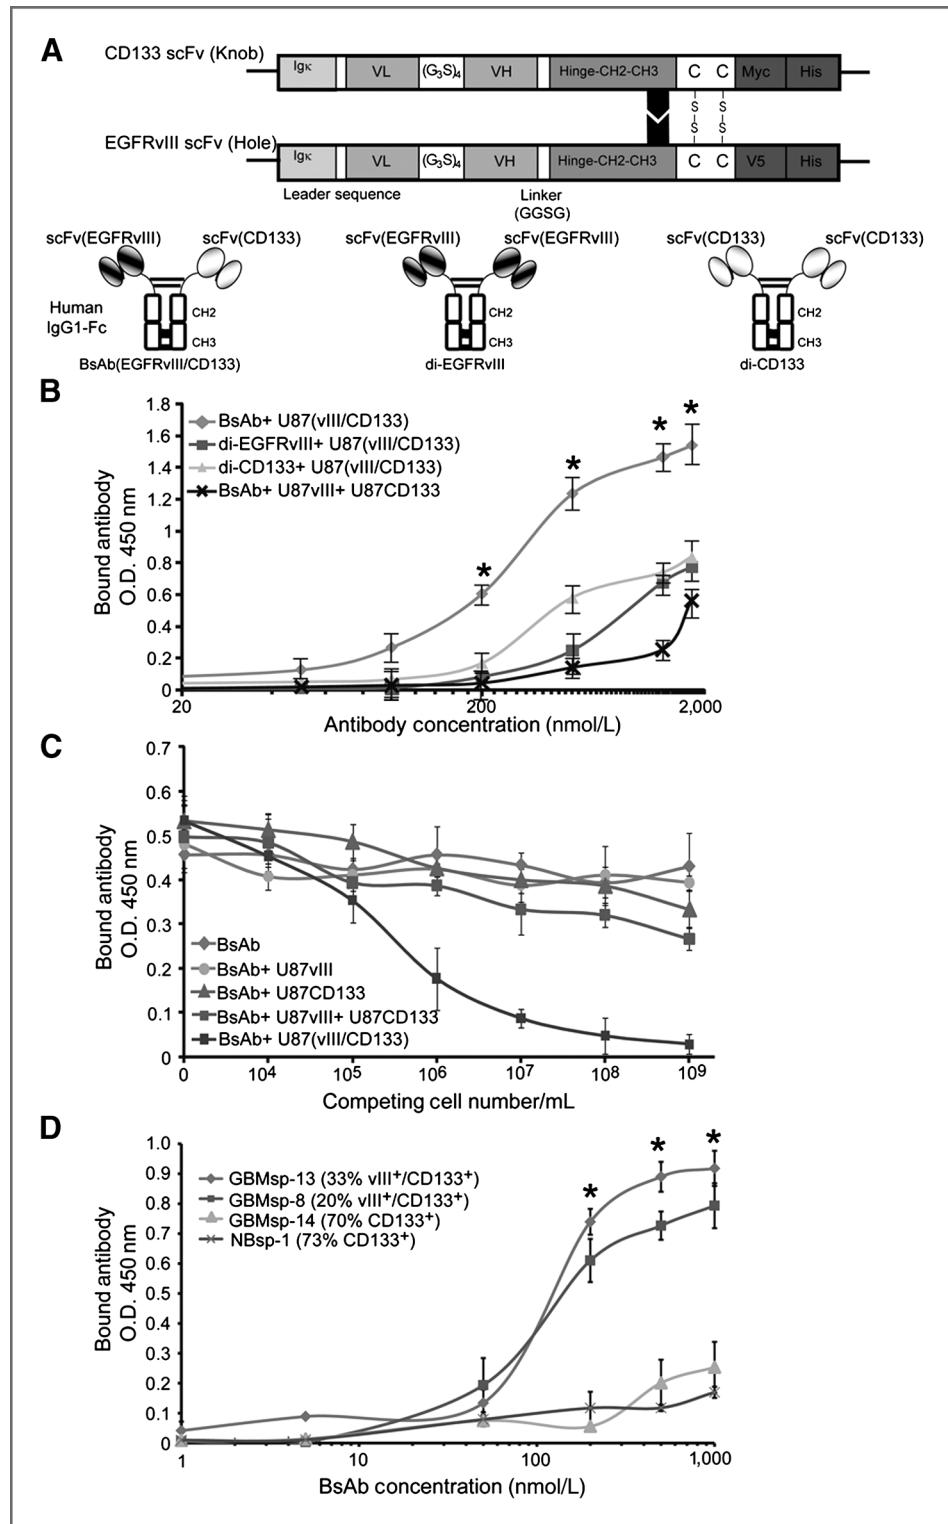 A
CD133 scFv (Knob)
Igκ VL (G3S)4 VH Hinge-CH2-CH3 C C Myc His
S S
S S
EGFRvIII scFv (Hole)
Igκ VL (G3S)4 VH Hinge-CH2-CH3 C C V5 His
Leader sequence
Linker
(GGSG)
scFv(EGFRvIII) scFv(CD133) scFv(EGFRvIII) scFv(EGFRvIII) scFv(CD133) scFv(CD133)
Human
IgG1-Fc
CH2 CH2 CH2
CH3 CH3 CH3
BsAb(EGFRvIII/CD133) di-EGFRvIII di-CD133
B
Bound antibody
O.D. 450 nm
1.8
1.6
1.4
1.2
1
0.8
0.6
0.4
0.2
0
BsAb+ U87(vIII/CD133)
di-EGFRvIII+ U87(vIII/CD133)
di-CD133+ U87(vIII/CD133)
BsAb+ U87vIII+ U87CD133
* * * *
20 200 2,000
Antibody concentration (nmol/L)
C
Bound antibody
O.D. 450 nm
0.7
0.6
0.5
0.4
0.3
0.2
0.1
0
BsAb
BsAb+ U87vIII
BsAb+ U87CD133
BsAb+ U87vIII+ U87CD133
BsAb+ U87(vIII/CD133)
0 10⁴ 10⁵ 10⁶ 10⁷ 10⁸ 10⁹
Competing cell number/mL
D
Bound antibody
O.D. 450 nm
1.0
0.9
0.8
0.7
0.6
0.5
0.4
0.3
0.2
0.1
0
GBMsp-13 (33% vIII⁺/CD133⁺)
GBMsp-8 (20% vIII⁺/CD133⁺)
GBMsp-14 (70% CD133⁺)
NBsp-1 (73% CD133⁺)
* * *
1 10 100 1,000
BsAb concentration (nmol/L)